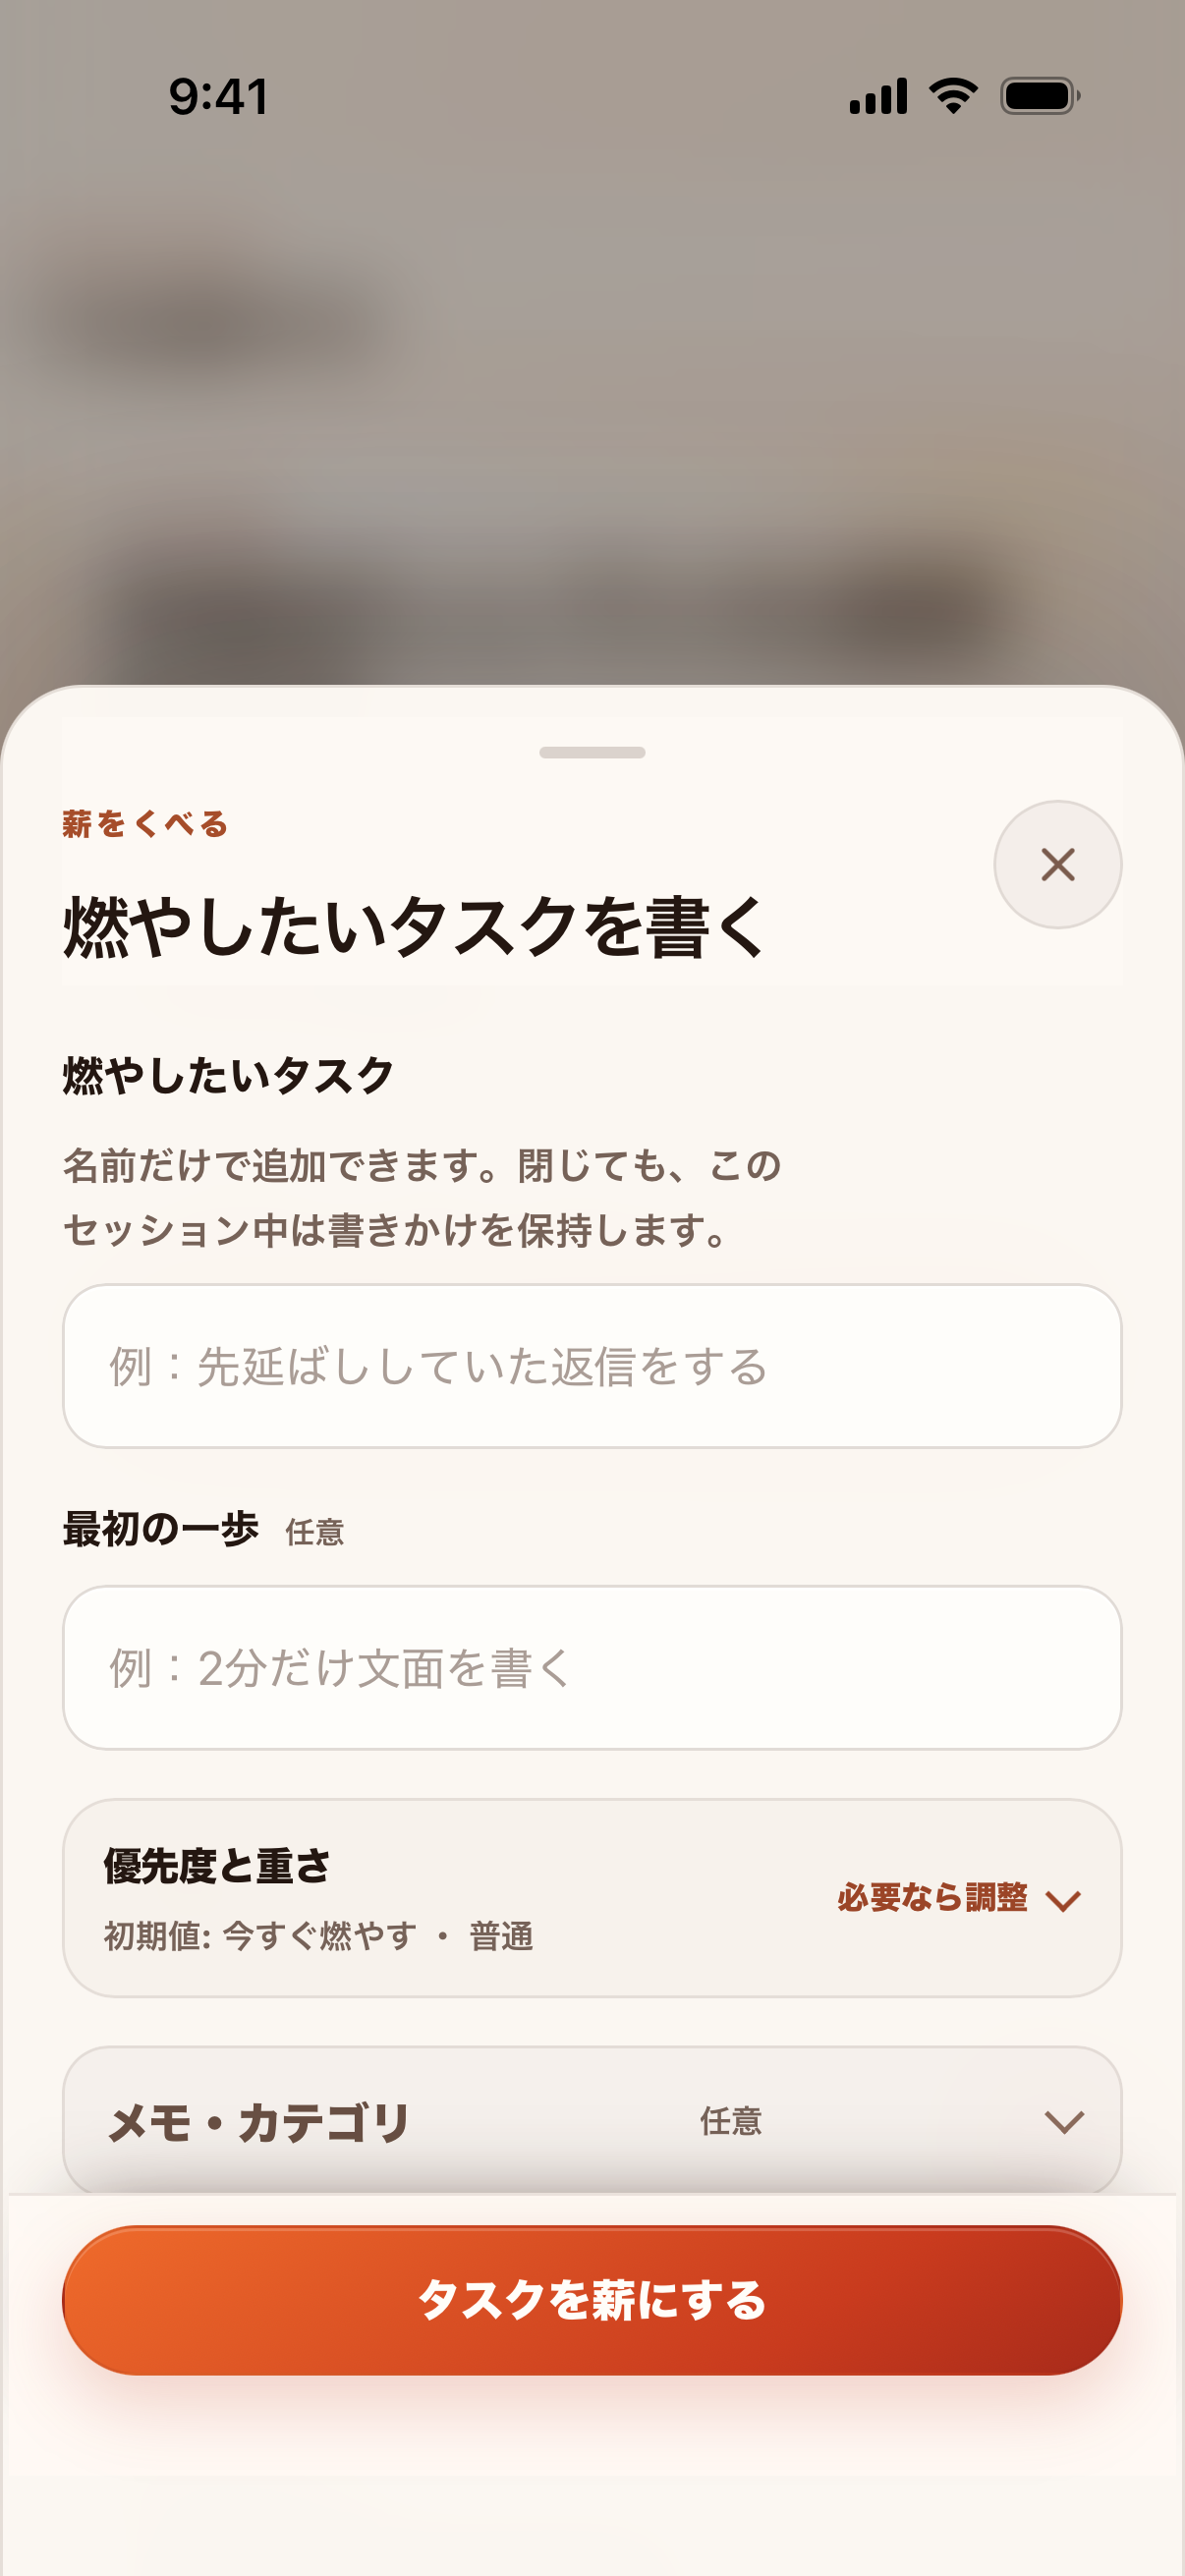 9:41
薪をくべる
燃やしたいタスクを書く
燃やしたいタスク
名前だけで追加できます。閉じても、この
セッション中は書きかけを保持します。
例：先延ばししていた返信をする
最初の一歩 任意
例：2分だけ文面を書く
優先度と重さ
必要なら調整
初期値: 今すぐ燃やす ・ 普通
メモ・カテゴリ 任意
タスクを薪にする